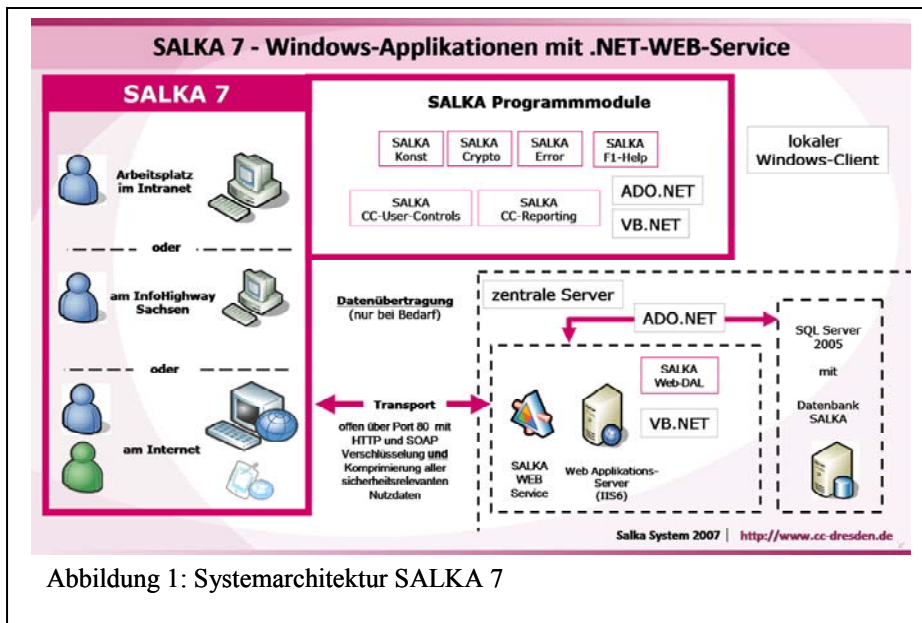 SALKA 7 - Windows-Applikationen mit .NET-WEB-Service
SALKA 7
Arbeitsplatz
im Intranet
oder
am InfoHighway
Sachsen
oder
am Internet
SALKA Programmmodule
SALKA
Konst
SALKA
Crypto
SALKA
Error
SALKA
F1-Help
SALKA
CC-User-Controls
SALKA
CC-Reporting
ADO.NET
VB.NET
lokaler
Windows-Client
Datenübertragung
(nur bei Bedarf)
Transport
offen über Port 80 mit
HTTP und SOAP
Verschlüsselung und
Komprimierung aller
sicherheitsrelevanten
Nutzdaten
zentrale Server
ADO.NET
SALKA
Web-DAL
VB.NET
SALKA
WEB
Service
Web Applikations-
Server
(IIS6)
SQL Server
2005
mit
Datenbank
SALKA
Salka System 2007 | http://www.cc-dresden.de
Abbildung 1: Systemarchitektur SALKA 7